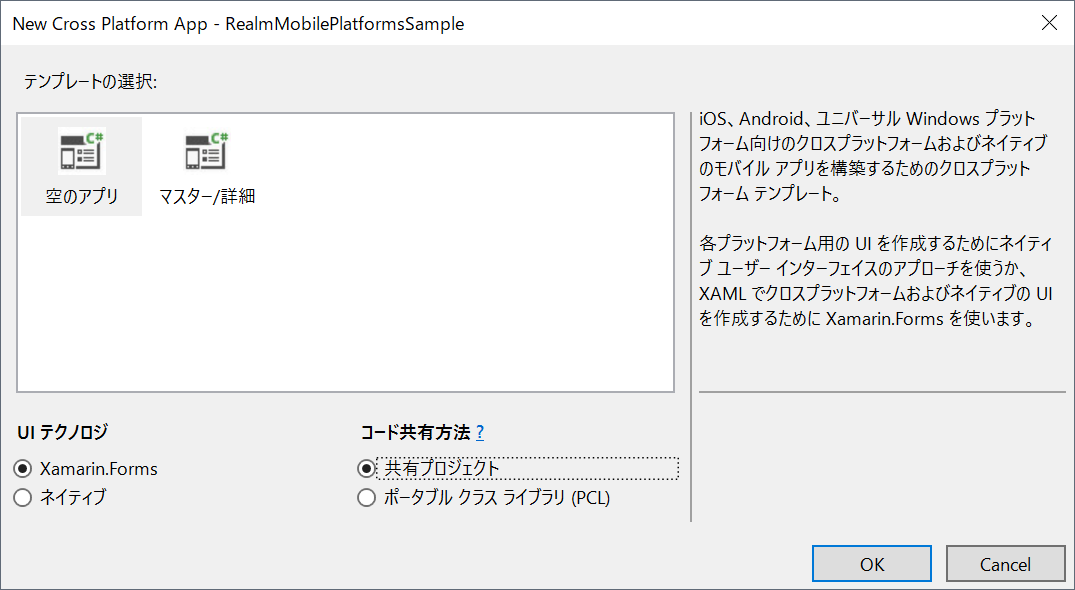 New Cross Platform App - RealmMobilePlatformsSample
テンプレートの選択:
C#
空のアプリ
C#
マスター/詳細
iOS、Android、ユニバーサル Windows プラット
フォーム向けのクロスプラットフォームおよびネイティブ
のモバイル アプリを構築するためのクロスプラット
フォーム テンプレート。
各プラットフォーム用の UI を作成するためにネイティ
ブ ユーザー インターフェイスのアプローチを使うか、
XAML でクロスプラットフォームおよびネイティブの UI
を作成するために Xamarin.Forms を使います。
UI テクノロジ
Xamarin.Forms
ネイティブ
コード共有方法 ?
共有プロジェクト
ポータブル クラス ライブラリ (PCL)
OK
Cancel